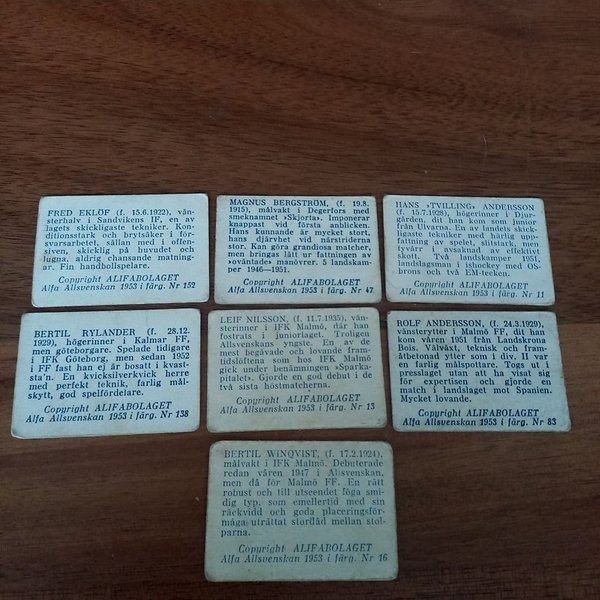 FRED EKLÖF (f. 15.6.1922), vän-
sterhalv i Sandvikens IF, en av
lagets skickligaste tekniker. Kon-
ditionsstark och brytsäker i för-
svarsarbetet, sällan med i offen-
siven, skicklig på huvudet och
lugna, aldrig chansande matning-
ar. Fin handbollspelare.
Copyright ALIFABOLAGET
Alfa Allsvenskan 1953 i färg. Nr 152
MAGNUS BERGSTRÖM, (f. 19.8.
1915), målvakt i Degerfors med
smeknamnet »Skjorta». Imponerar
knappast vid första anblicken.
Hans kunnande är mycket stort,
hans djärvhet vid närstriderna
stor. Kan göra grandiosa matcher,
men bringas lätt ur fattningen av
»oväntade» manövrer. 5 landskam-
per 1946—1951.
Copyright ALIFABOLAGET
Alfa Allsvenskan 1953 i färg. Nr 47
HANS »TVILLING» ANDERSSON
(f. 15.7.1928), högerinner i Djur-
gården, dit han kom som junior
från Ulvarna. En av landets skick-
ligaste tekniker med härlig upp-
fattning av spelet, slitstark, men
tyvärr i avsaknad av effektivt
skott. Två landskamper 1951,
landslagsman i ishockey med OS-
brons och två EM-tecken.
Copyright ALIFABOLAGET
Alfa Allsvenskan 1953 i färg. Nr 11
BERTIL RYLANDER (f. 28.12.
1929), högerinner i Kalmar FF,
men göteborgare. Spelade tidigare
i IFK Göteborg, men sedan 1952
i FF fast han ej är bosatt i kvast-
sta'n. En kvicksilverkvick herre
med perfekt teknik, farlig mål-
skytt, god spelfördelare.
Copyright ALIFABOLAGET
Alfa Allsvenskan 1953 i färg. Nr 138
LEIF NILSSON, (f. 11.7.1935), vän-
sterinner i IFK Malmö, där han
fostrats i juniorlaget. Troligen
Allsvenskans yngste. En av de
mest begåvade och lovande fram-
tidslöftena som hos IFK Malmö
gick under benämningen »Sparka-
pitalet». Gjorde en god debut i de
två sista höstmatcherna.
Copyright ALIFABOLAGET
Alfa Allsvenskan 1953 i färg. Nr 13
ROLF ANDERSSON, (f. 24.3.1929),
vänsterytter i Malmö FF, dit han
kom våren 1951 från Landskrona
Bois. Välväxt, teknisk och fram-
åtbetonad ytter som i div. II var
en farlig målspottare. Togs ut i
presslaget utan att ha visat sig
för expertisen och gjorde en
match i landslaget mot Spanien.
Mycket lovande.
Copyright ALIFABOLAGET
Alfa Allsvenskan 1953 i färg. Nr 83
BERTIL WINQVIST, (f. 17.2.1924),
målvakt i IFK Malmö. Debuterade
redan våren 1947 i Allsvenskan,
men då för Malmö FF. En rätt
robust och till utseendet föga smi-
dig typ, som emellertid med sin
räckvidd och goda placeringsför-
måga uträttat stordåd mellan stol-
parna.
Copyright ALIFABOLAGET
Alfa Allsvenskan 1953 i färg. Nr 16